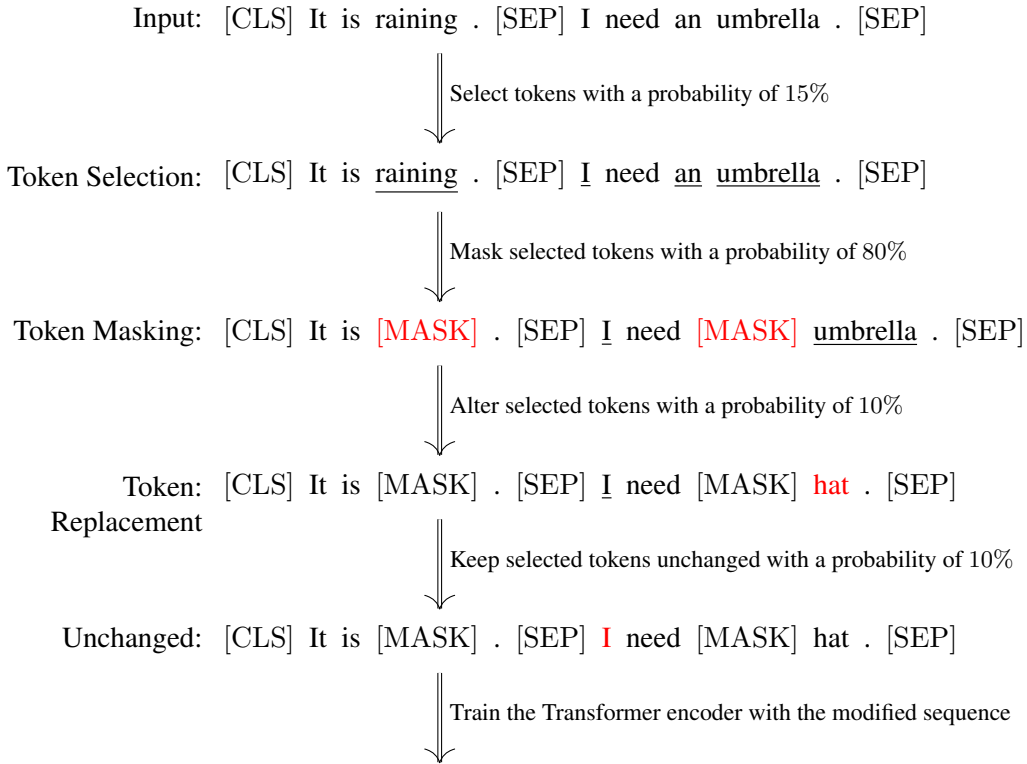 Input: [CLS] It is raining . [SEP] I need an umbrella . [SEP]
Select tokens with a probability of 15%
Token Selection: [CLS] It is raining . [SEP] I need an umbrella . [SEP]
Mask selected tokens with a probability of 80%
Token Masking: [CLS] It is [MASK] . [SEP] I need [MASK] umbrella . [SEP]
Alter selected tokens with a probability of 10%
Token: [CLS] It is [MASK] . [SEP] I need [MASK] hat . [SEP]
Replacement
Keep selected tokens unchanged with a probability of 10%
Unchanged: [CLS] It is [MASK] . [SEP] I need [MASK] hat . [SEP]
Train the Transformer encoder with the modified sequence